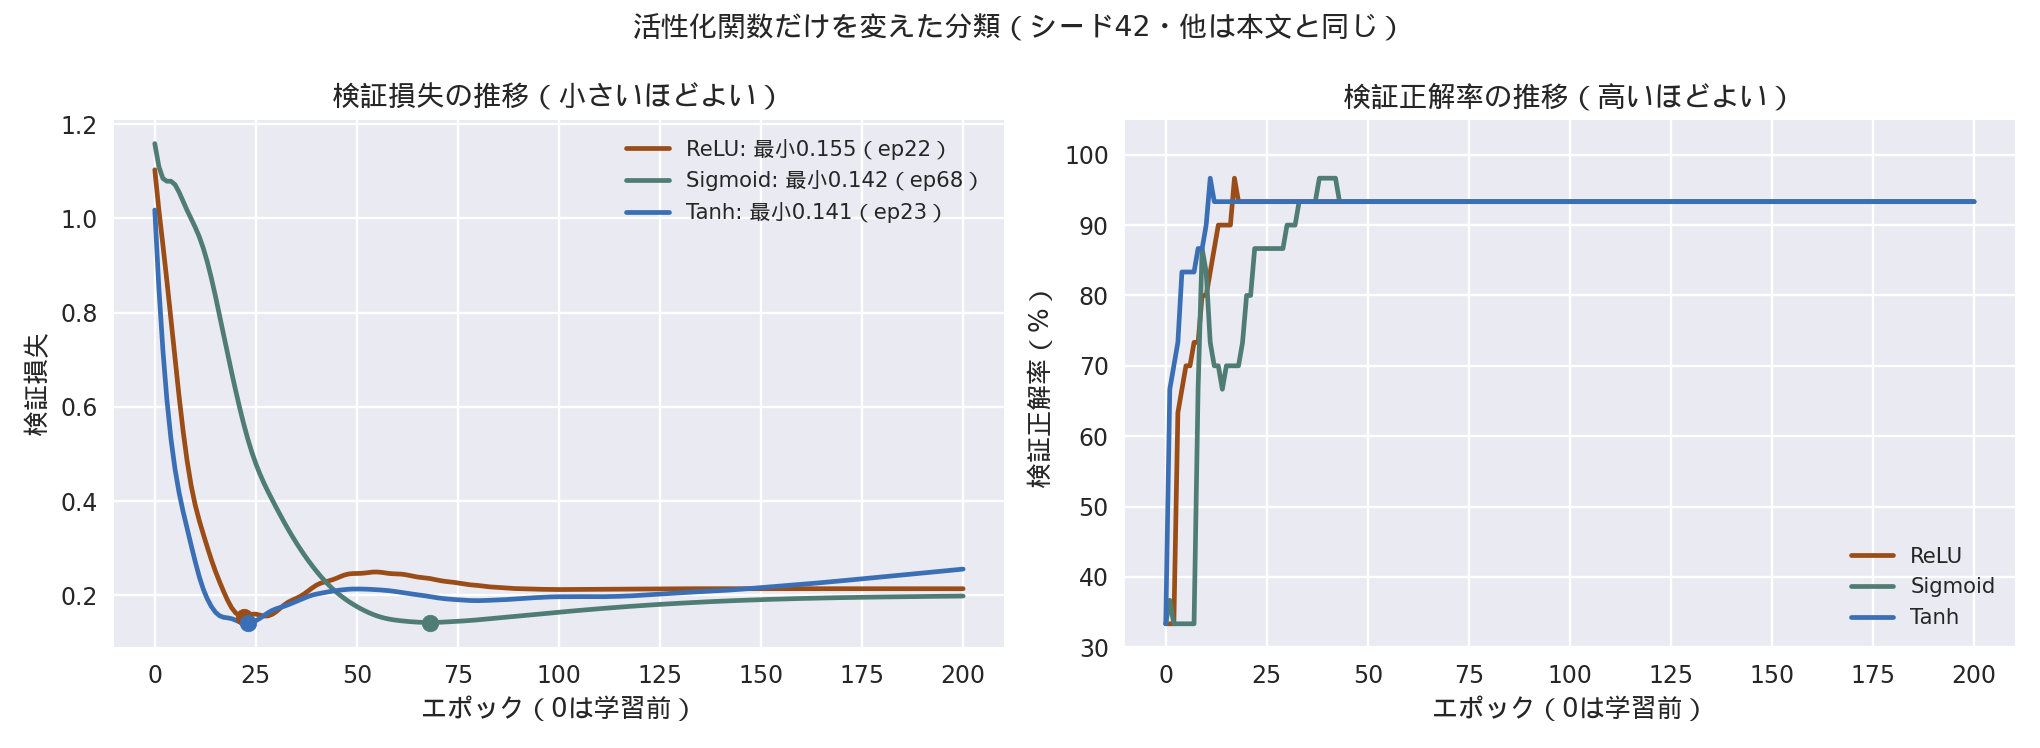 活性化関数だけを変えた分類（シード42・他は本文と同じ）
検証損失の推移（小さいほどよい）
1.2
1.0
0.8
0.6
0.4
0.2
検証損失
ReLU: 最小0.155（ep22）
Sigmoid: 最小0.142（ep68）
Tanh: 最小0.141（ep23）
0 25 50 75 100 125 150 175 200
エポック（0は学習前）
検証正解率の推移（高いほどよい）
100
90
80
70
60
50
40
30
検証正解率（%）
ReLU
Sigmoid
Tanh
0 25 50 75 100 125 150 175 200
エポック（0は学習前）